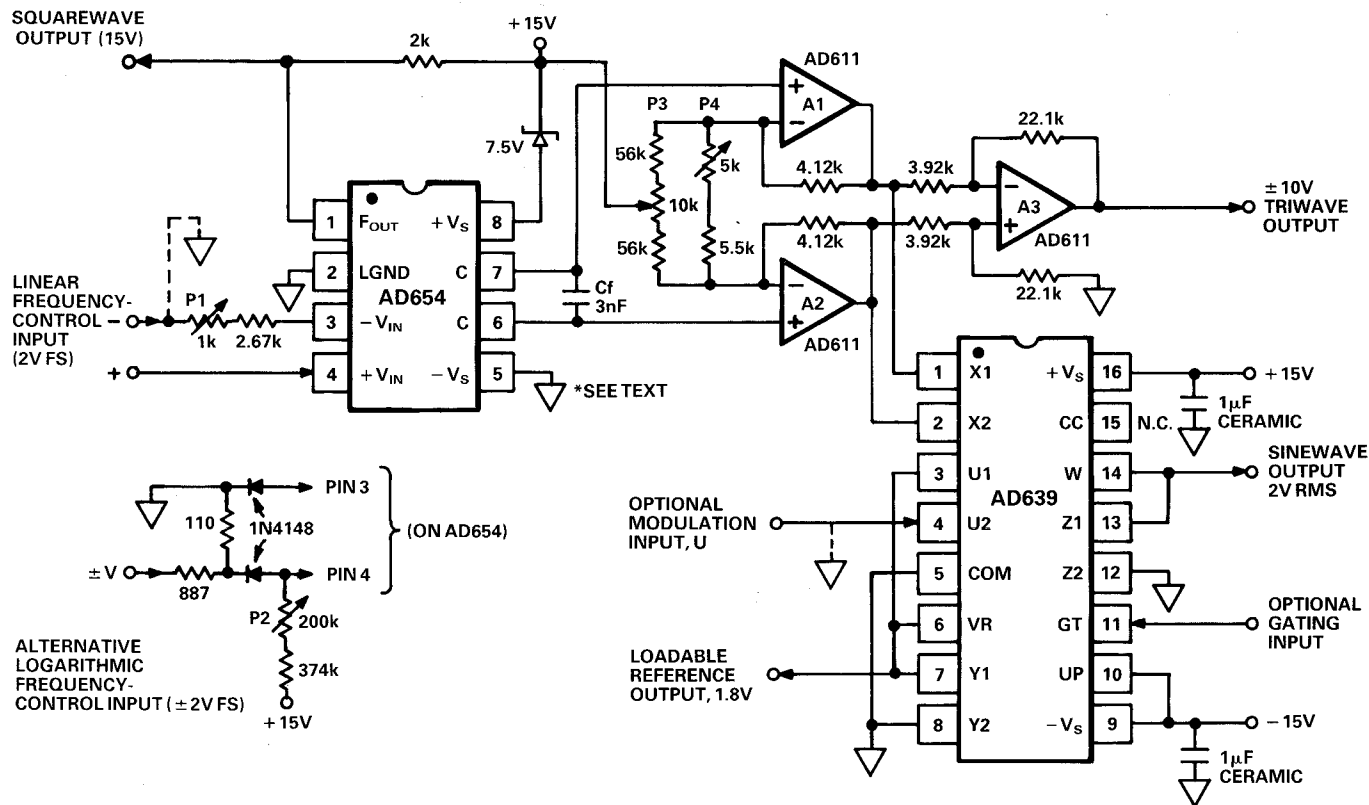 SQUAREWAVE
OUTPUT (15V)
2k
+15V
7.5V
P3
P4
56k
10k
56k
5k
5.5k
AD611
A1
+
−
4.12k
3.92k
22.1k
4.12k
3.92k
−
+
A3
AD611
22.1k
±10V
TRIWAVE
OUTPUT
−
A2
+
AD611
1
FOUT
+VS
8
2
LGND
C
7
AD654
3
−VIN
C
6
4
+VIN
−VS
5
Cf
3nF
*SEE TEXT
LINEAR
FREQUENCY-
CONTROL −
INPUT
(2V FS)
+
P1
1k
2.67k
PIN 3
110
1N4148
(ON AD654)
±V
887
PIN 4
P2
200k
374k
+15V
ALTERNATIVE
LOGARITHMIC
FREQUENCY-
CONTROL INPUT (±2V FS)
1
X1
+VS
16
+15V
1µF
CERAMIC
2
X2
CC
15
N.C.
3
U1
W
14
SINEWAVE
OUTPUT
2V RMS
AD639
4
U2
Z1
13
OPTIONAL
MODULATION
INPUT, U
5
COM
Z2
12
6
VR
GT
11
OPTIONAL
GATING
INPUT
LOADABLE
REFERENCE
OUTPUT, 1.8V
7
Y1
UP
10
8
Y2
−VS
9
−15V
1µF
CERAMIC